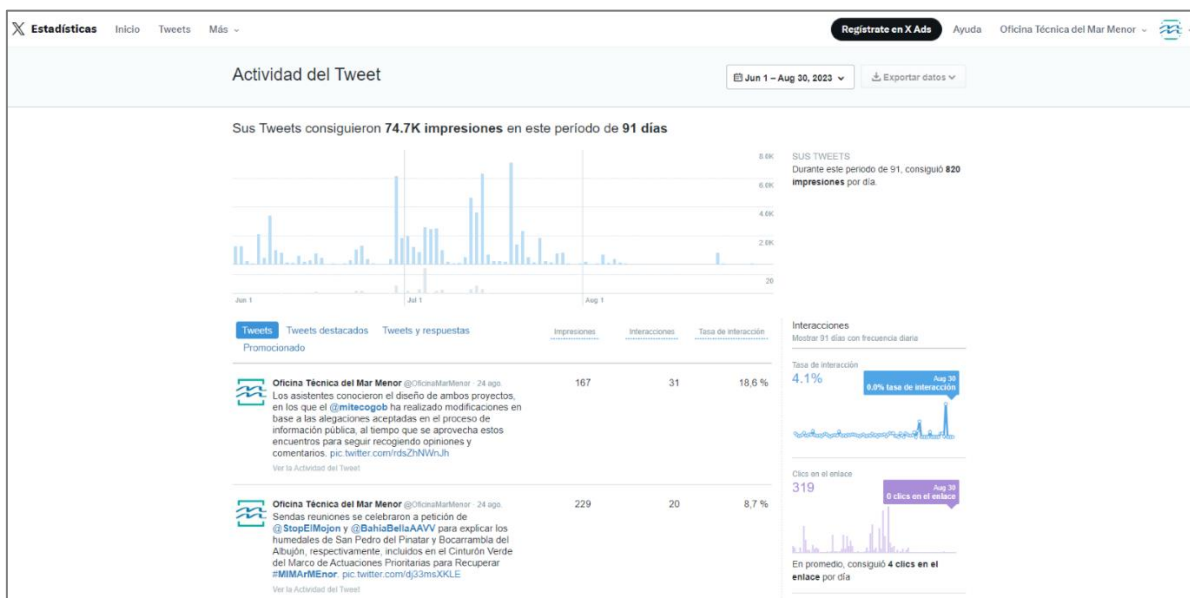 X Estadísticas Inicio Tweets Más Regístrate en X Ads Ayuda Oficina Técnica del Mar Menor
Actividad del Tweet Jun 1 – Aug 30, 2023 Exportar datos
Sus Tweets consiguieron 74.7K impresiones en este período de 91 días
8.0K
6.0K
4.0K
2.0K
20
Jun 1 Jul 1 Aug 1
SUS TWEETS
Durante este período de 91, consiguió 820
impresiones por día.
Tweets Tweets destacados Tweets y respuestas
Promocionado
Impresiones Interacciones Tasa de interacción
Oficina Técnica del Mar Menor @OficinaMarMenor · 24 ago.
Los asistentes conocieron el diseño de ambos proyectos,
en los que el @mitecogob ha realizado modificaciones en
base a las alegaciones aceptadas en el proceso de
información pública, al tiempo que se aprovecha estos
encuentros para seguir recogiendo opiniones y
comentarios. pic.twitter.com/rdsZhNWnJh
Ver la Actividad del Tweet
167 31 18,6 %
Oficina Técnica del Mar Menor @OficinaMarMenor · 24 ago.
Sendas reuniones se celebraron a petición de
@StopElMojon y @BahiaBellaAAVV para explicar los
humedales de San Pedro del Pinatar y Bocarrambla del
Albujón, respectivamente, incluidos en el Cinturón Verde
del Marco de Actuaciones Prioritarias para Recuperar
#MIMArMEnor. pic.twitter.com/dj33msXKLE
Ver la Actividad del Tweet
229 20 8,7 %
Interacciones
Mostrar 91 días con frecuencia diaria
Tasa de interacción
4.1% Aug 30
0.0% tasa de interacción
Clics en el enlace
319 Aug 30
0 clics en el enlace
En promedio, consiguió 4 clics en el
enlace por día